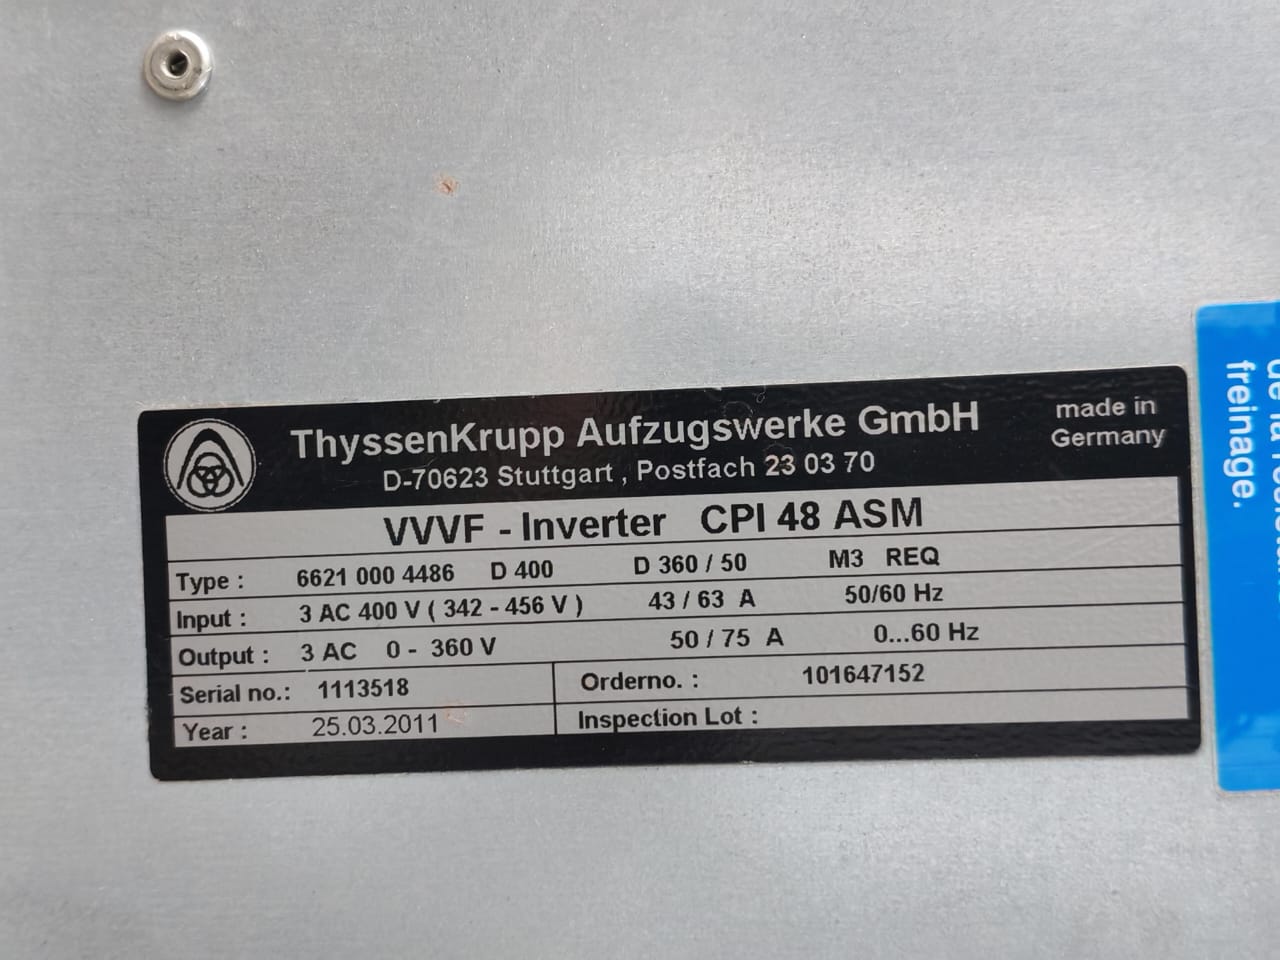 ThyssenKrupp Aufzugswerke GmbH
made in
Germany
D-70623 Stuttgart , Postfach 23 03 70
VVVF - Inverter CPI 48 ASM
Type : 6621 000 4486 D 400 D 360 / 50 M3 REQ
Input : 3 AC 400 V ( 342 - 456 V ) 43 / 63 A 50/60 Hz
Output : 3 AC 0 - 360 V 50 / 75 A 0...60 Hz
Serial no.: 1113518 Orderno. : 101647152
Year : 25.03.2011 Inspection Lot :
freinage.